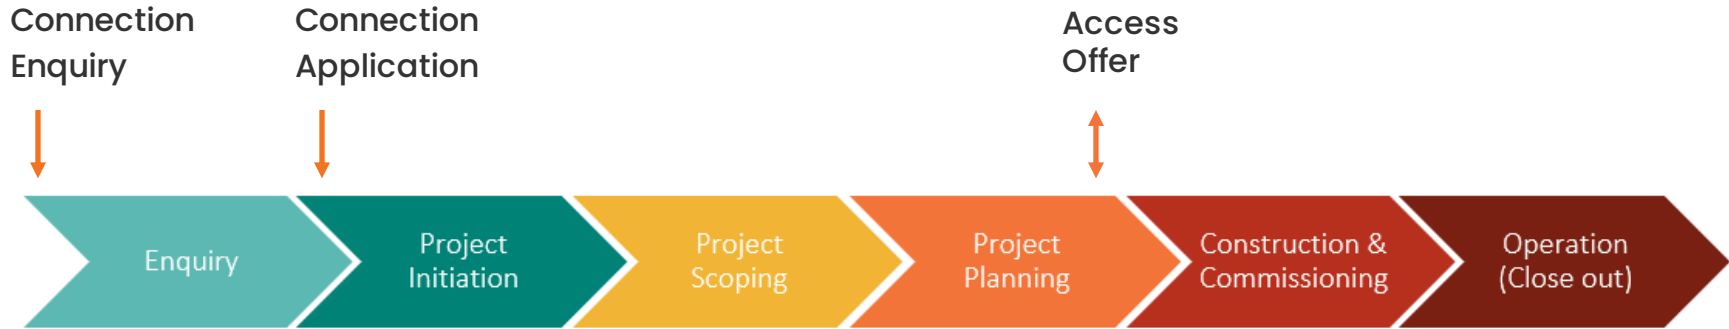 Connection
Enquiry
Connection
Application
Access
Offer
Enquiry
Project
Initiation
Project
Scoping
Project
Planning
Construction &
Commissioning
Operation
(Close out)